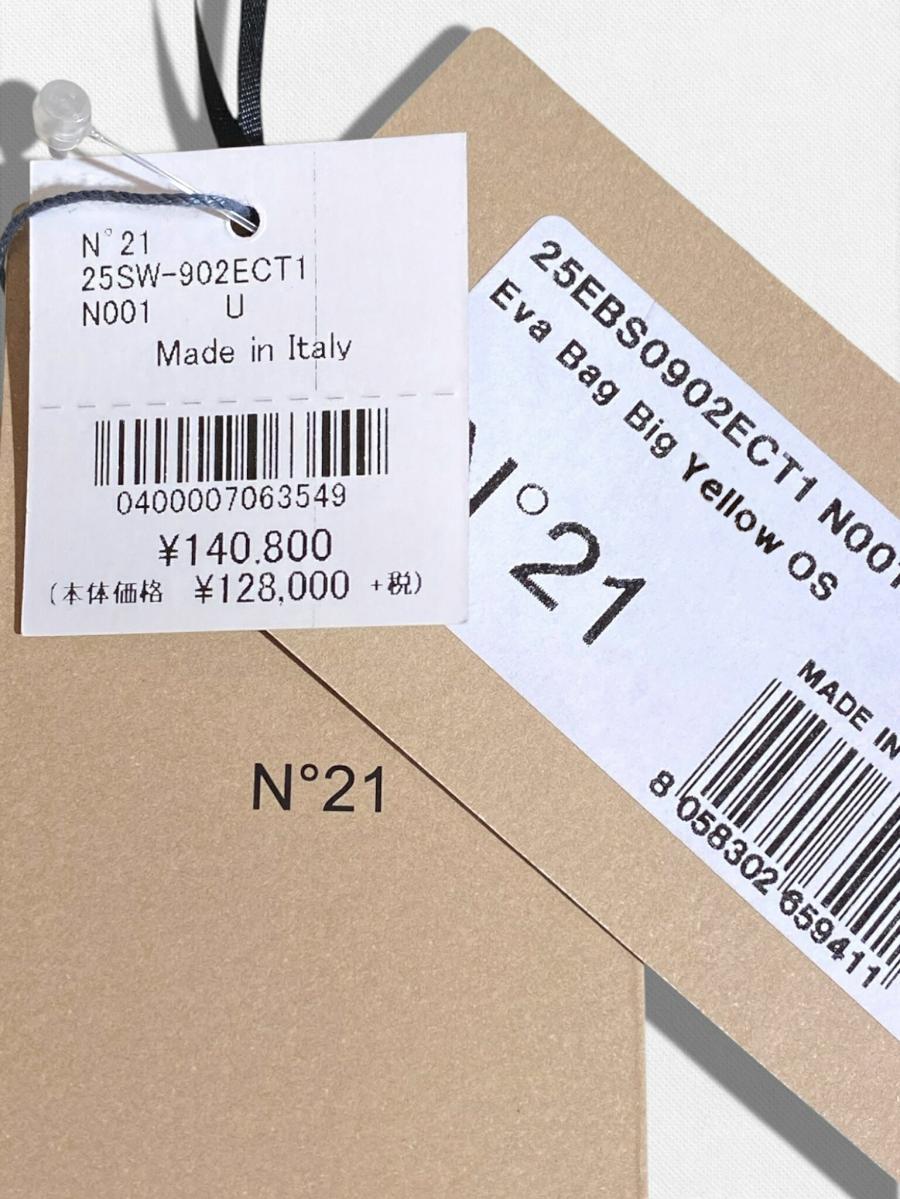 N°21
25SW-902ECT1
N001 U
Made in Italy
0400007063549
¥140.800
(本体価格 ¥128,000 +税)
25EBS0902ECT1 N001
Eva Bag Big Yellow OS
N°21
MADE IN
8 058302 659411
N°21